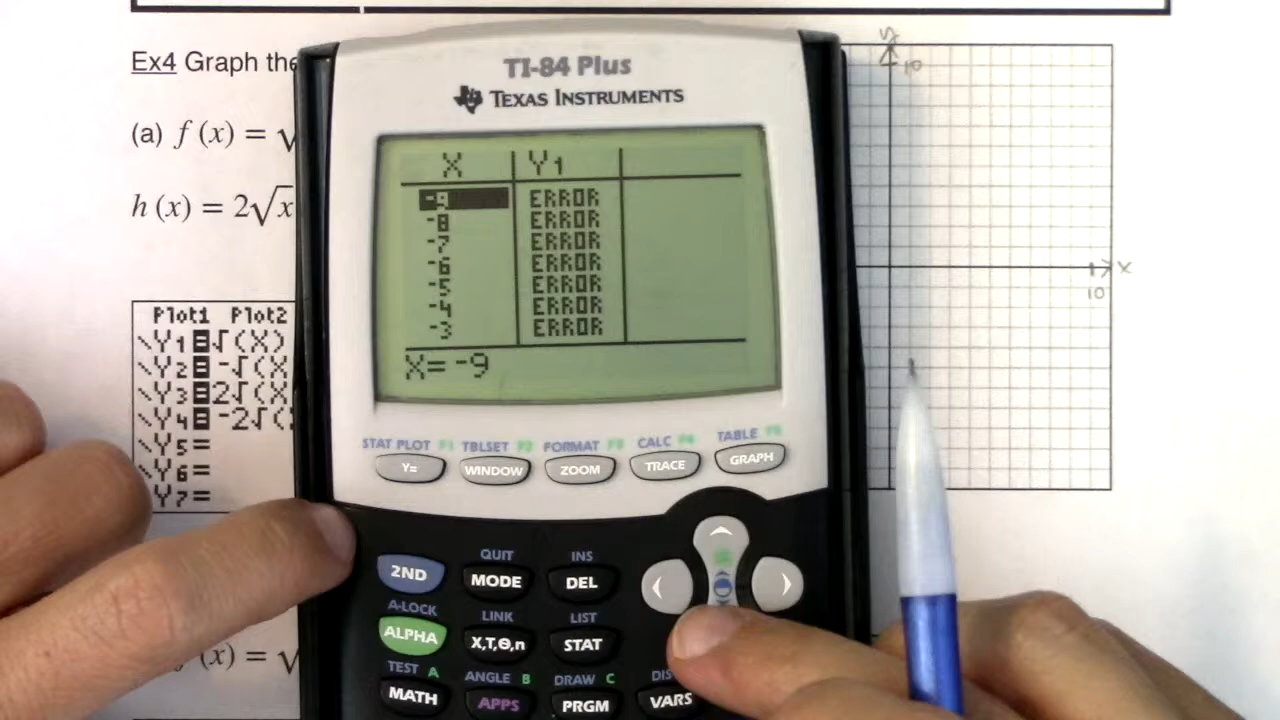 Ex4 Graph the
(a) f (x) = √
h (x) = 2√x
Plot1 Plot2
\Y1=√(X)
\Y2=-√(X
\Y3=2√(X
\Y4=-2√(
\Y5=
\Y6=
\Y7=
(x) = √
TI-84 Plus
TEXAS INSTRUMENTS
X Y1
-9 ERROR
-8 ERROR
-7 ERROR
-6 ERROR
-5 ERROR
-4 ERROR
-3 ERROR
X= -9
STAT PLOT F1 TBLSET F2 FORMAT F3 CALC F4 TABLE F5
Y= WINDOW ZOOM TRACE GRAPH
QUIT INS
2ND MODE DEL
A-LOCK LINK LIST
ALPHA X,T,Θ,n STAT
TEST A ANGLE B DRAW C DIS
MATH APPS PRGM VARS
10
x
10